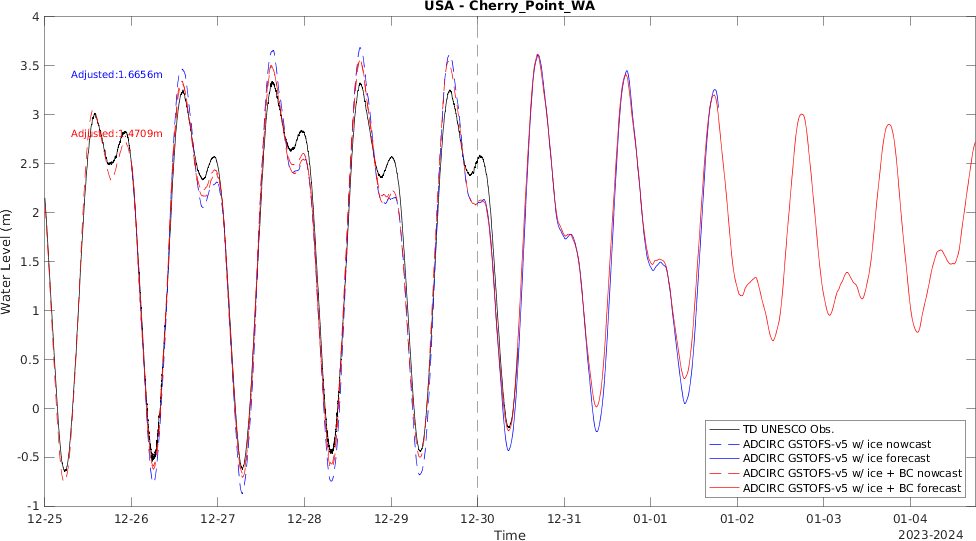 USA - Cherry_Point_WA
4
3.5
3
2.5
2
1.5
1
0.5
0
-0.5
-1
Water Level (m)
Adjusted:1.6656m
Adjusted:1.4709m
TD UNESCO Obs.
ADCIRC GSTOFS-v5 w/ ice nowcast
ADCIRC GSTOFS-v5 w/ ice forecast
ADCIRC GSTOFS-v5 w/ ice + BC nowcast
ADCIRC GSTOFS-v5 w/ ice + BC forecast
12-25 12-26 12-27 12-28 12-29 12-30 12-31 01-01 01-02 01-03 01-04
Time
2023-2024